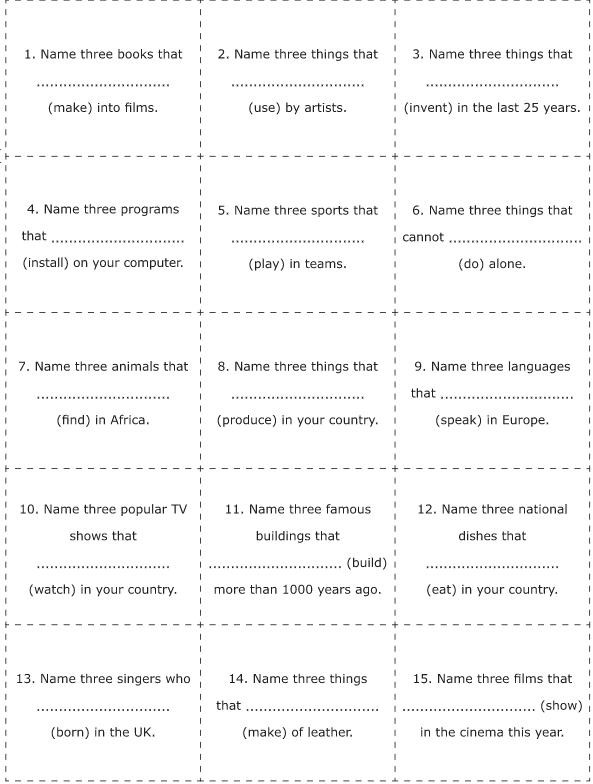 1. Name three books that
..............................
(make) into films.
2. Name three things that
..............................
(use) by artists.
3. Name three things that
..............................
(invent) in the last 25 years.
4. Name three programs
that ..............................
(install) on your computer.
5. Name three sports that
..............................
(play) in teams.
6. Name three things that
cannot ..............................
(do) alone.
7. Name three animals that
..............................
(find) in Africa.
8. Name three things that
..............................
(produce) in your country.
9. Name three languages
that ..............................
(speak) in Europe.
10. Name three popular TV
shows that
..............................
(watch) in your country.
11. Name three famous
buildings that
.............................. (build)
more than 1000 years ago.
12. Name three national
dishes that
..............................
(eat) in your country.
13. Name three singers who
..............................
(born) in the UK.
14. Name three things
that ..............................
(make) of leather.
15. Name three films that
.............................. (show)
in the cinema this year.